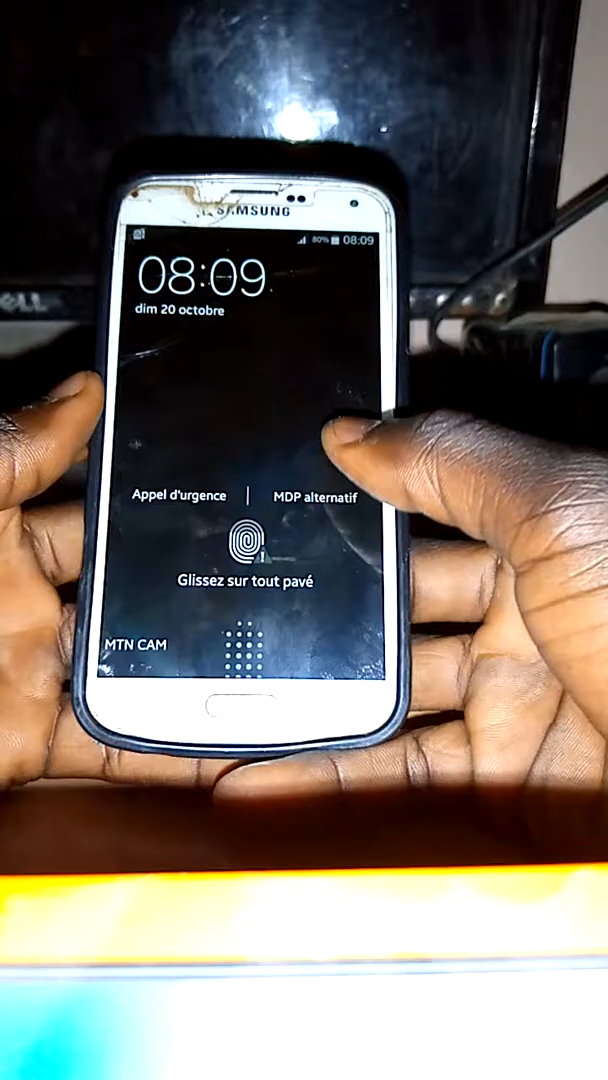 SAMSUNG
80% 08:09
08:09
dim 20 octobre
Appel d'urgence | MDP alternatif
Glissez sur tout pavé
MTN CAM